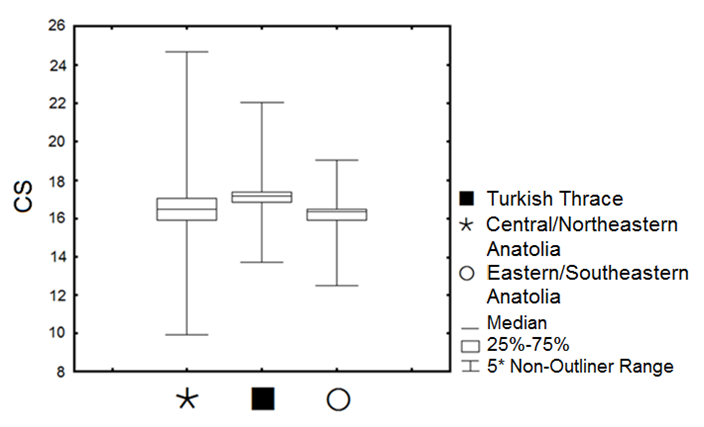 26
24
22
20
18
16
14
12
10
8
CS
Turkish Thrace
Central/Northeastern
Anatolia
Eastern/Southeastern
Anatolia
Median
25%-75%
5* Non-Outliner Range